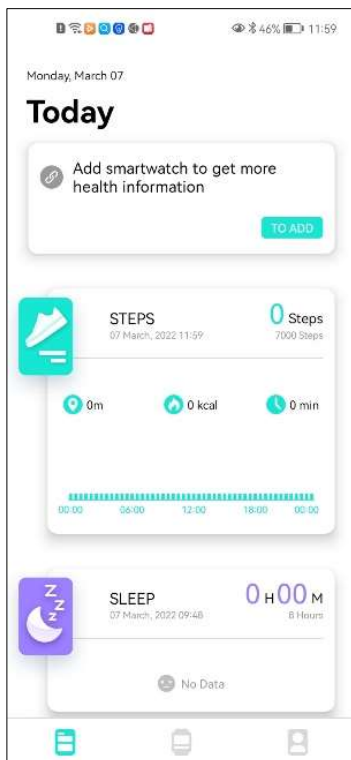 46% 11:59
Monday, March 07
Today
Add smartwatch to get more
health information
TO ADD
STEPS
0 Steps
07 March, 2022 11:59
7000 Steps
0m
0 kcal
0 min
00:00 06:00 12:00 18:00 00:00
Z
Z
Z
SLEEP
0 H 00 M
07 March, 2022 09:48
8 Hours
No Data